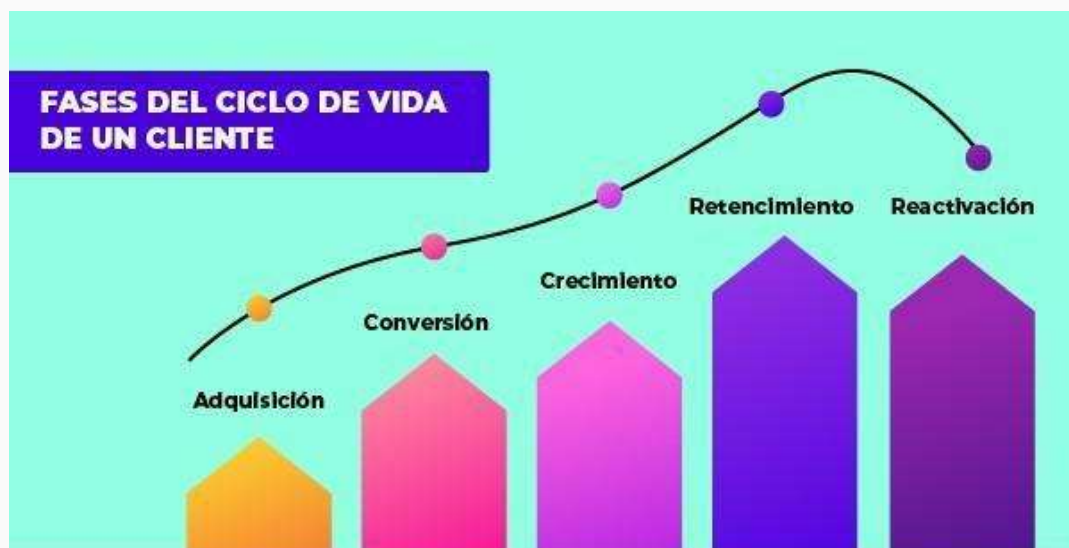 FASES DEL CICLO DE VIDA
DE UN CLIENTE
Retencimiento
Reactivación
Crecimiento
Conversión
Adquisición